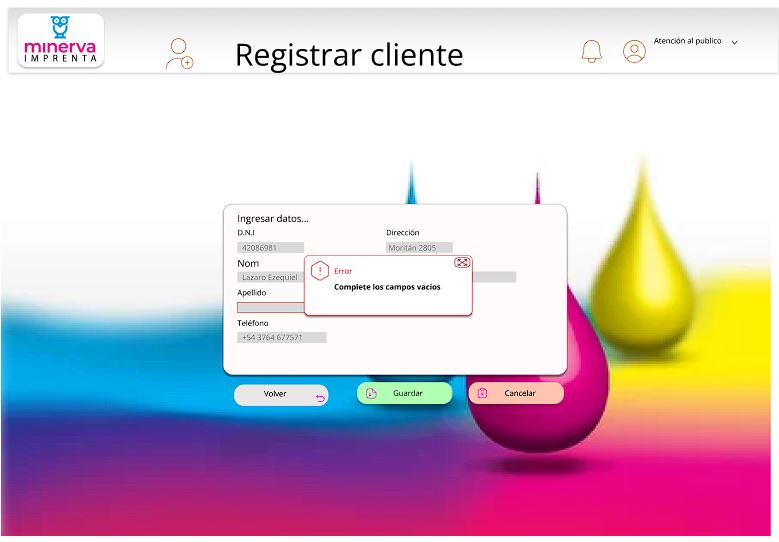 minerva
IMPRENTA
Registrar cliente
Atención al publico
Ingresar datos...
D.N.I
Dirección
42086981
Moritán 2805
Nom
Lazaro Ezequiel
Error
Complete los campos vacios
Apellido
Teléfono
+54 3764 677571
Volver
Guardar
Cancelar